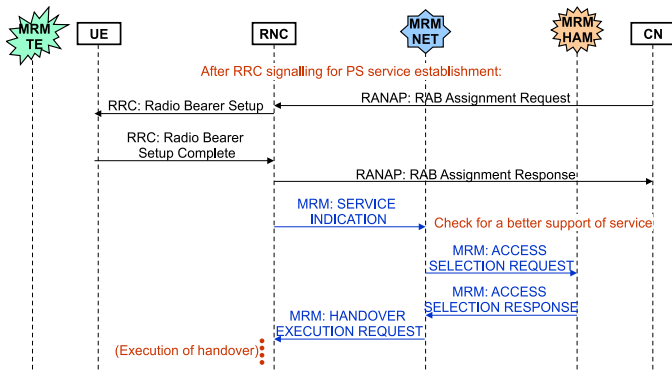 MRM
TE
UE
RNC
MRM
NET
MRM
HAM
CN
After RRC signalling for PS service establishment:
RANAP: RAB Assignment Request
RRC: Radio Bearer Setup
RRC: Radio Bearer
Setup Complete
RANAP: RAB Assignment Response
MRM: SERVICE
INDICATION
Check for a better support of service
MRM: ACCESS
SELECTION REQUEST
MRM: ACCESS
SELECTION RESPONSE
MRM: HANDOVER
EXECUTION REQUEST
(Execution of handover)